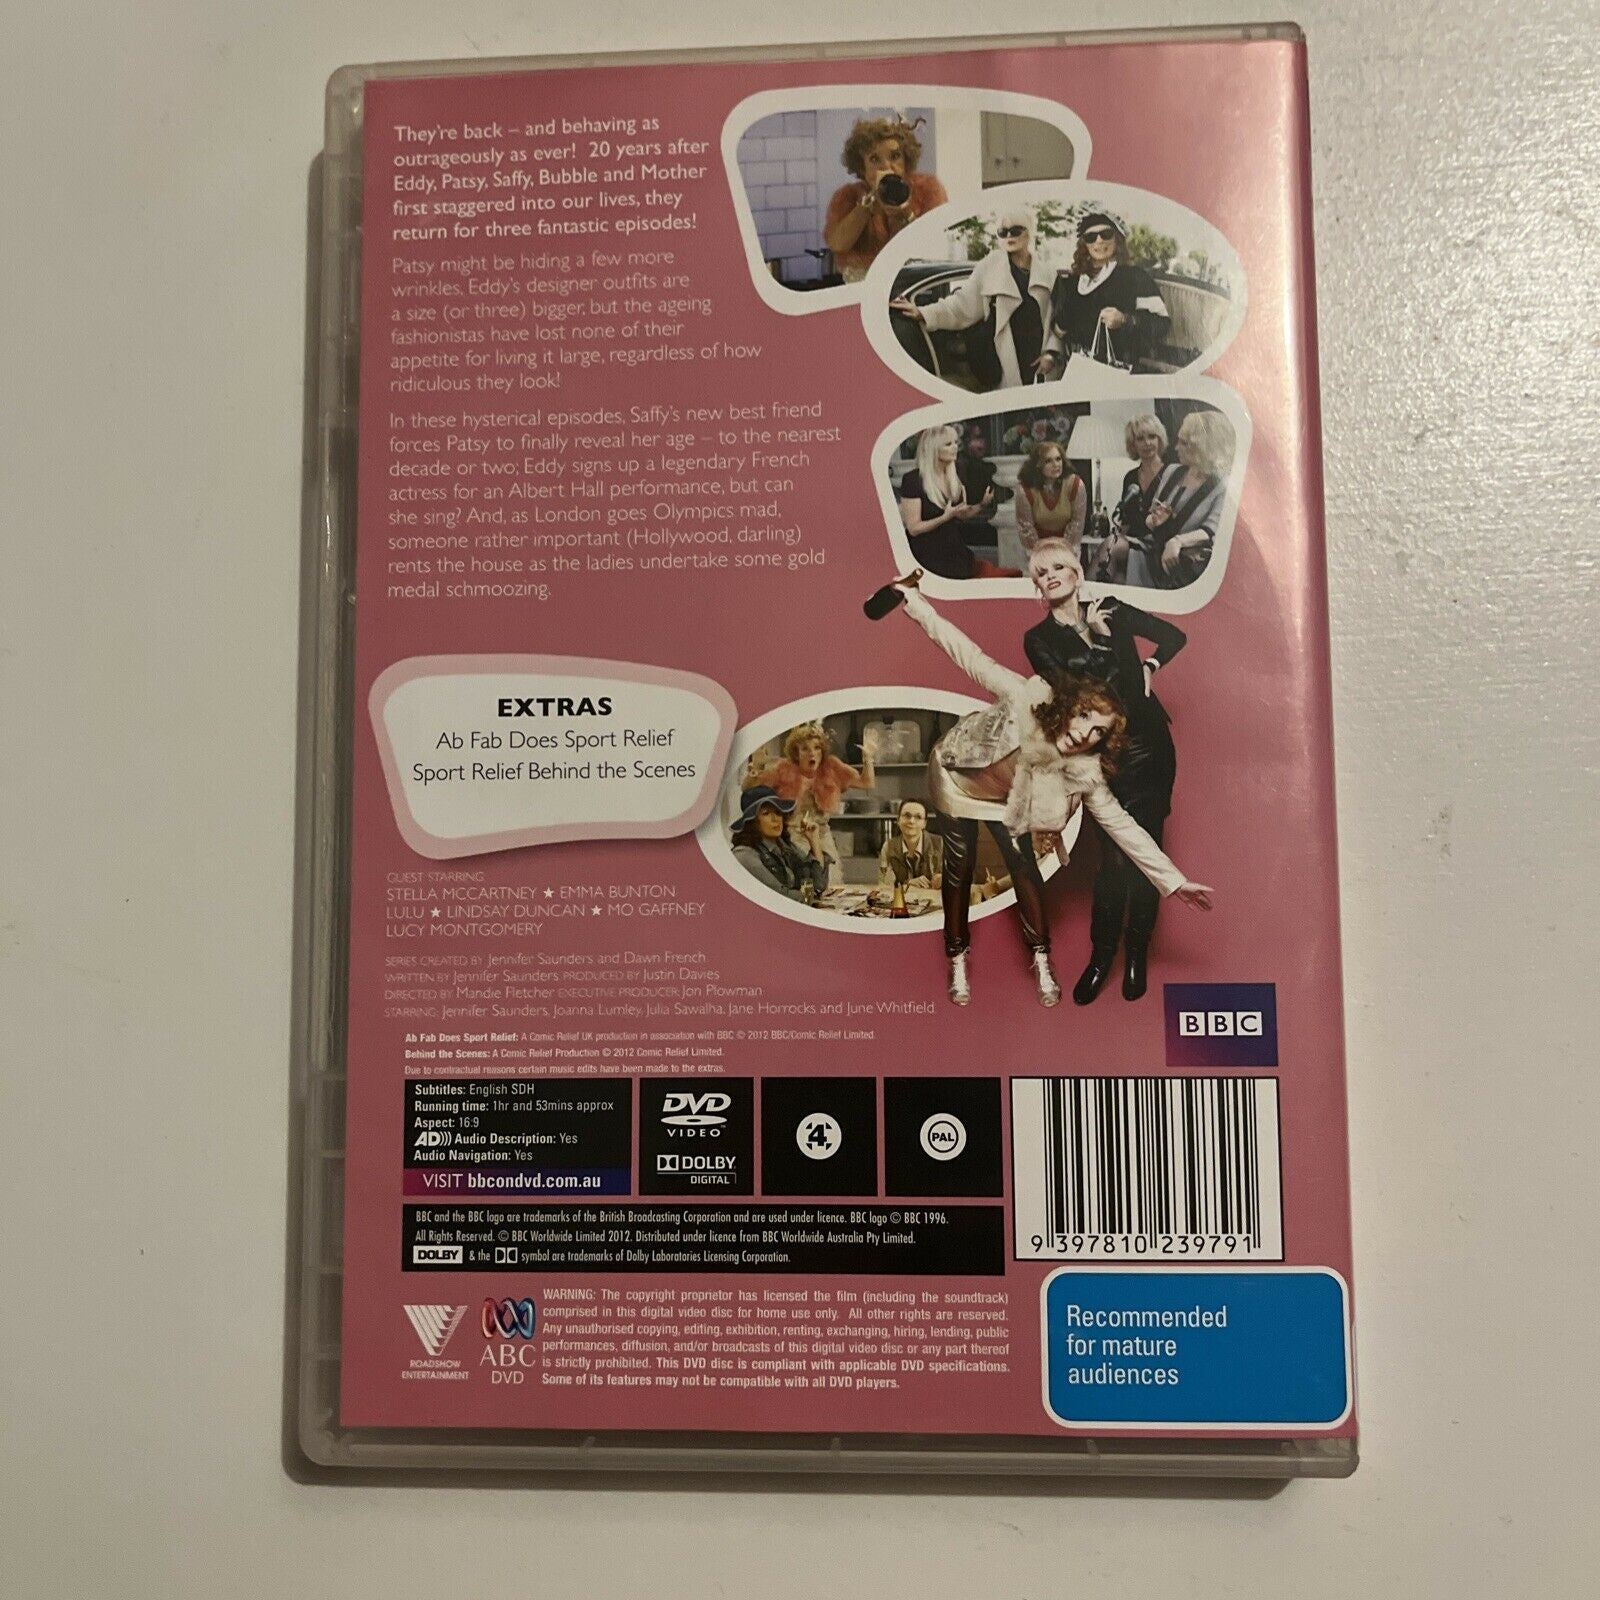 They're back – and behaving as
outrageously as ever! 20 years after
Eddy, Patsy, Saffy, Bubble and Mother
first staggered into our lives, they
return for three fantastic episodes!
Patsy might be hiding a few more
wrinkles, Eddy's designer outfits are
a size (or three) bigger, but the ageing
fashionistas have lost none of their
appetite for living it large, regardless of how
ridiculous they look!
In these hysterical episodes, Saffy's new best friend
forces Patsy to finally reveal her age – to the nearest
decade or two; Eddy signs up a legendary French
actress for an Albert Hall performance, but can
she sing? And, as London goes Olympics mad,
someone rather important (Hollywood, darling)
rents the house as the ladies undertake some gold
medal schmoozing.
EXTRAS
Ab Fab Does Sport Relief
Sport Relief Behind the Scenes
GUEST STARRING
STELLA MCCARTNEY ★ EMMA BUNTON
LULU ★ LINDSAY DUNCAN ★ MO GAFFNEY
LUCY MONTGOMERY
SERIES CREATED BY Jennifer Saunders and Dawn French
WRITTEN BY Jennifer Saunders PRODUCED BY Justin Davies
DIRECTED BY Mandie Fletcher EXECUTIVE PRODUCER: Jon Plowman
STARRING: Jennifer Saunders, Joanna Lumley, Julia Sawalha, Jane Horrocks and June Whitfield
BBC
Ab Fab Does Sport Relief: A Comic Relief UK production in association with BBC © 2012 BBC/Comic Relief Limited.
Behind the Scenes: A Comic Relief Production © 2012 Comic Relief Limited.
Due to contractual reasons certain music edits have been made to the extras.
Subtitles: English SDH
Running time: 1hr and 53mins approx
Aspect: 16:9
AD))) Audio Description: Yes
Audio Navigation: Yes
VISIT bbcondvd.com.au
DVD
VIDEO™
DOLBY
DIGITAL
4
PAL
9 397810 239791
BBC and the BBC logo are trademarks of the British Broadcasting Corporation and are used under licence. BBC logo © BBC 1996.
All Rights Reserved. © BBC Worldwide Limited 2012. Distributed under licence from BBC Worldwide Australia Pty Limited.
DOLBY & the symbol are trademarks of Dolby Laboratories Licensing Corporation.
ROADSHOW
ENTERTAINMENT
ABC
DVD
WARNING: The copyright proprietor has licensed the film (including the soundtrack)
comprised in this digital video disc for home use only. All other rights are reserved.
Any unauthorised copying, editing, exhibition, renting, exchanging, hiring, lending, public
performances, diffusion, and/or broadcasts of this digital video disc or any part thereof
is strictly prohibited. This DVD disc is compliant with applicable DVD specifications.
Some of its features may not be compatible with all DVD players.
Recommended
for mature
audiences